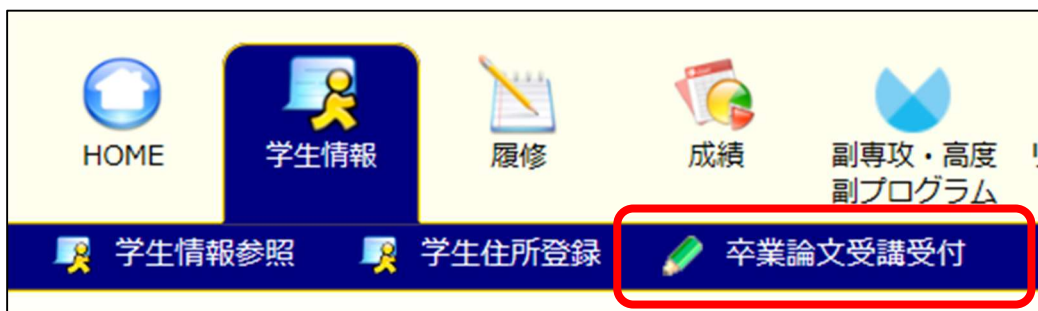 HOME
学生情報
履修
成績
副専攻・高度
副プログラム
学生情報参照
学生住所登録
卒業論文受講受付